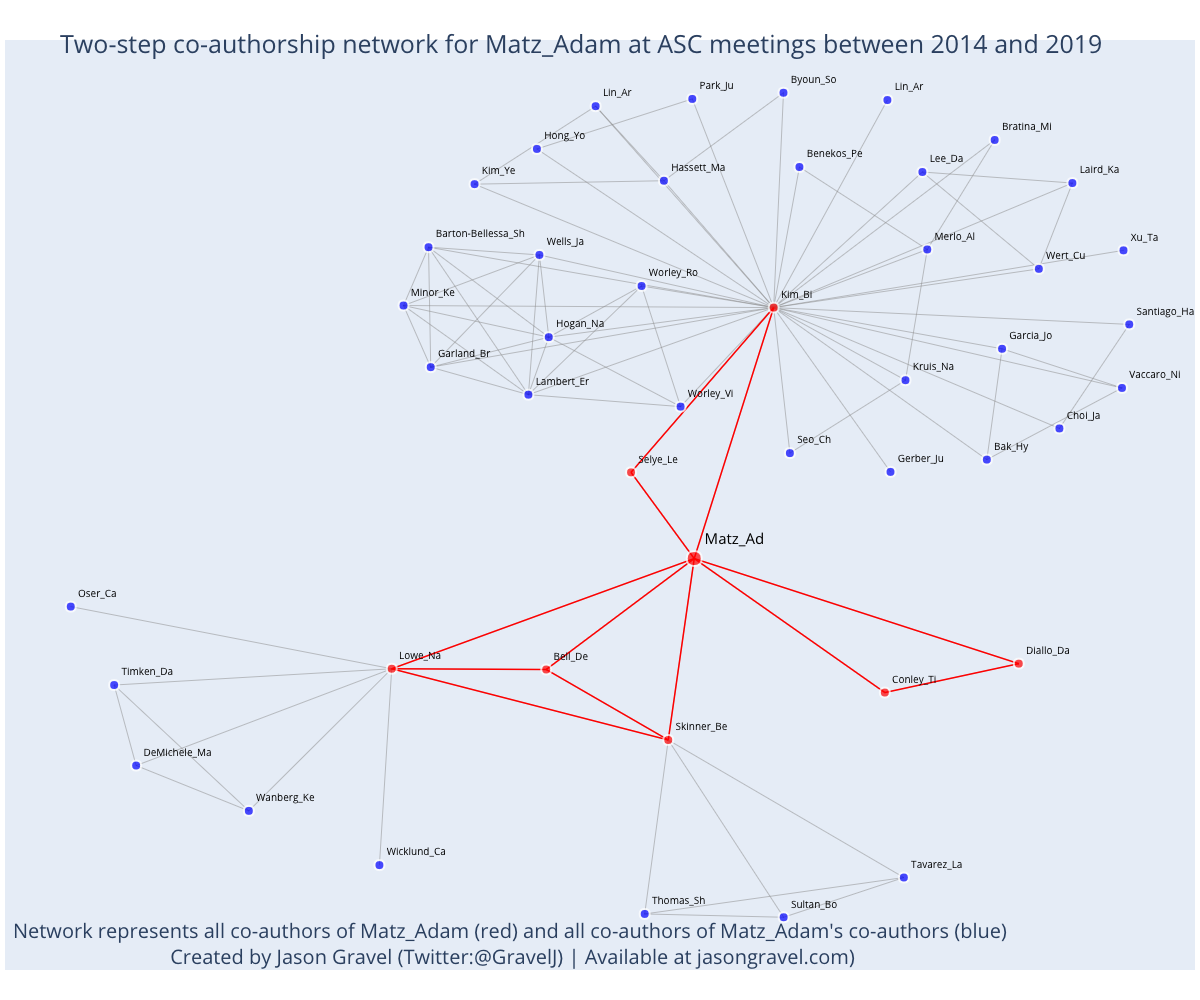 Two-step co-authorship network for Matz_Adam at ASC meetings between 2014 and 2019
Byoun_So
Park_Ju
Lin_Ar
Lin_Ar
Bratina_Mi
Hong_Yo
Benekos_Pe
Lee_Da
Hassett_Ma
Kim_Ye
Laird_Ka
Barton-Bellessa_Sh
Wells_Ja
Merlo_Al
Xu_Ta
Wert_Cu
Worley_Ro
Minor_Ke
Kim_Bi
Santiago_Ha
Hogan_Na
Garcia_Jo
Garland_Br
Kruis_Na
Vaccaro_Ni
Lambert_Er
Worley_Vi
Choi_Ja
Seo_Ch
Bak_Hy
Selye_Le
Gerber_Ju
Matz_Ad
Oser_Ca
Lowe_Na
Bell_De
Diallo_Da
Timken_Da
Conley_Ti
Skinner_Be
DeMichele_Ma
Wanberg_Ke
Wicklund_Ca
Tavarez_La
Thomas_Sh
Sultan_Bo
Network represents all co-authors of Matz_Adam (red) and all co-authors of Matz_Adam's co-authors (blue)
Created by Jason Gravel (Twitter:@GravelJ) | Available at jasongravel.com)